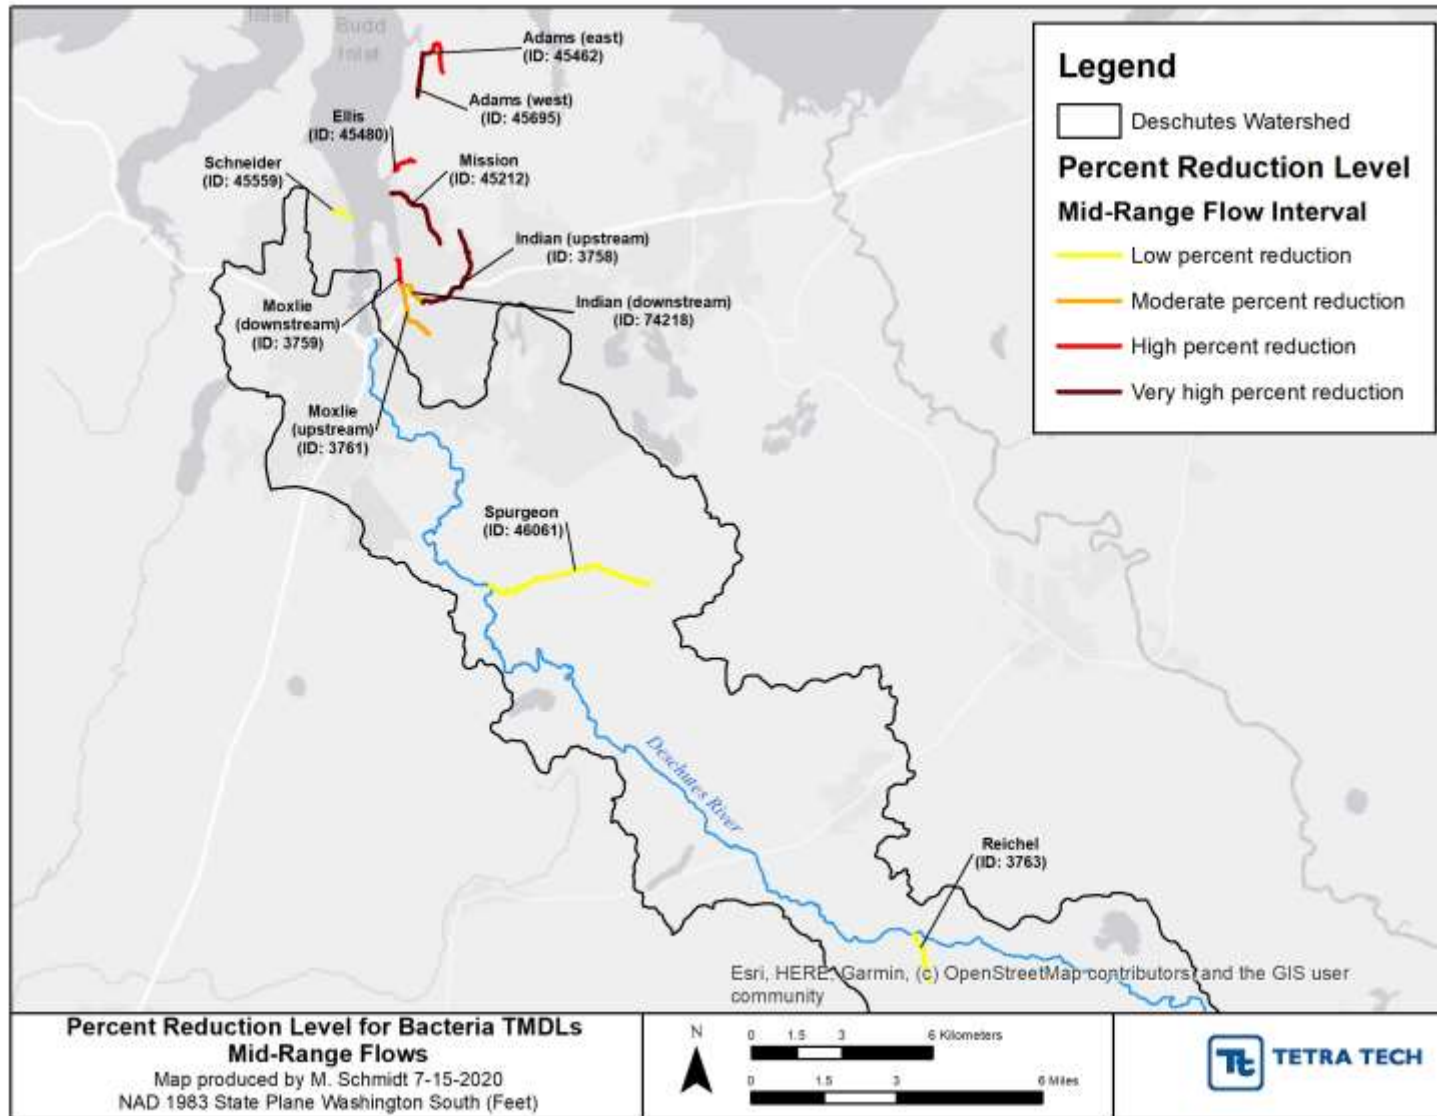 Inlet
Budd
Inlet
Adams (east)
(ID: 45462)
Adams (west)
(ID: 45695)
Ellis
(ID: 45480)
Mission
(ID: 45212)
Schneider
(ID: 45559)
Indian (upstream)
(ID: 3758)
Indian (downstream)
(ID: 74218)
Moxlie
(downstream)
(ID: 3759)
Moxlie
(upstream)
(ID: 3761)
Spurgeon
(ID: 46061)
Deschutes River
Reichel
(ID: 3763)
Legend
Deschutes Watershed
Percent Reduction Level
Mid-Range Flow Interval
Low percent reduction
Moderate percent reduction
High percent reduction
Very high percent reduction
Esri, HERE, Garmin, (c) OpenStreetMap contributors, and the GIS user
community
Percent Reduction Level for Bacteria TMDLs
Mid-Range Flows
Map produced by M. Schmidt 7-15-2020
NAD 1983 State Plane Washington South (Feet)
N
0 1.5 3 6 Kilometers
0 1.5 3 6 Miles
Tt TETRA TECH